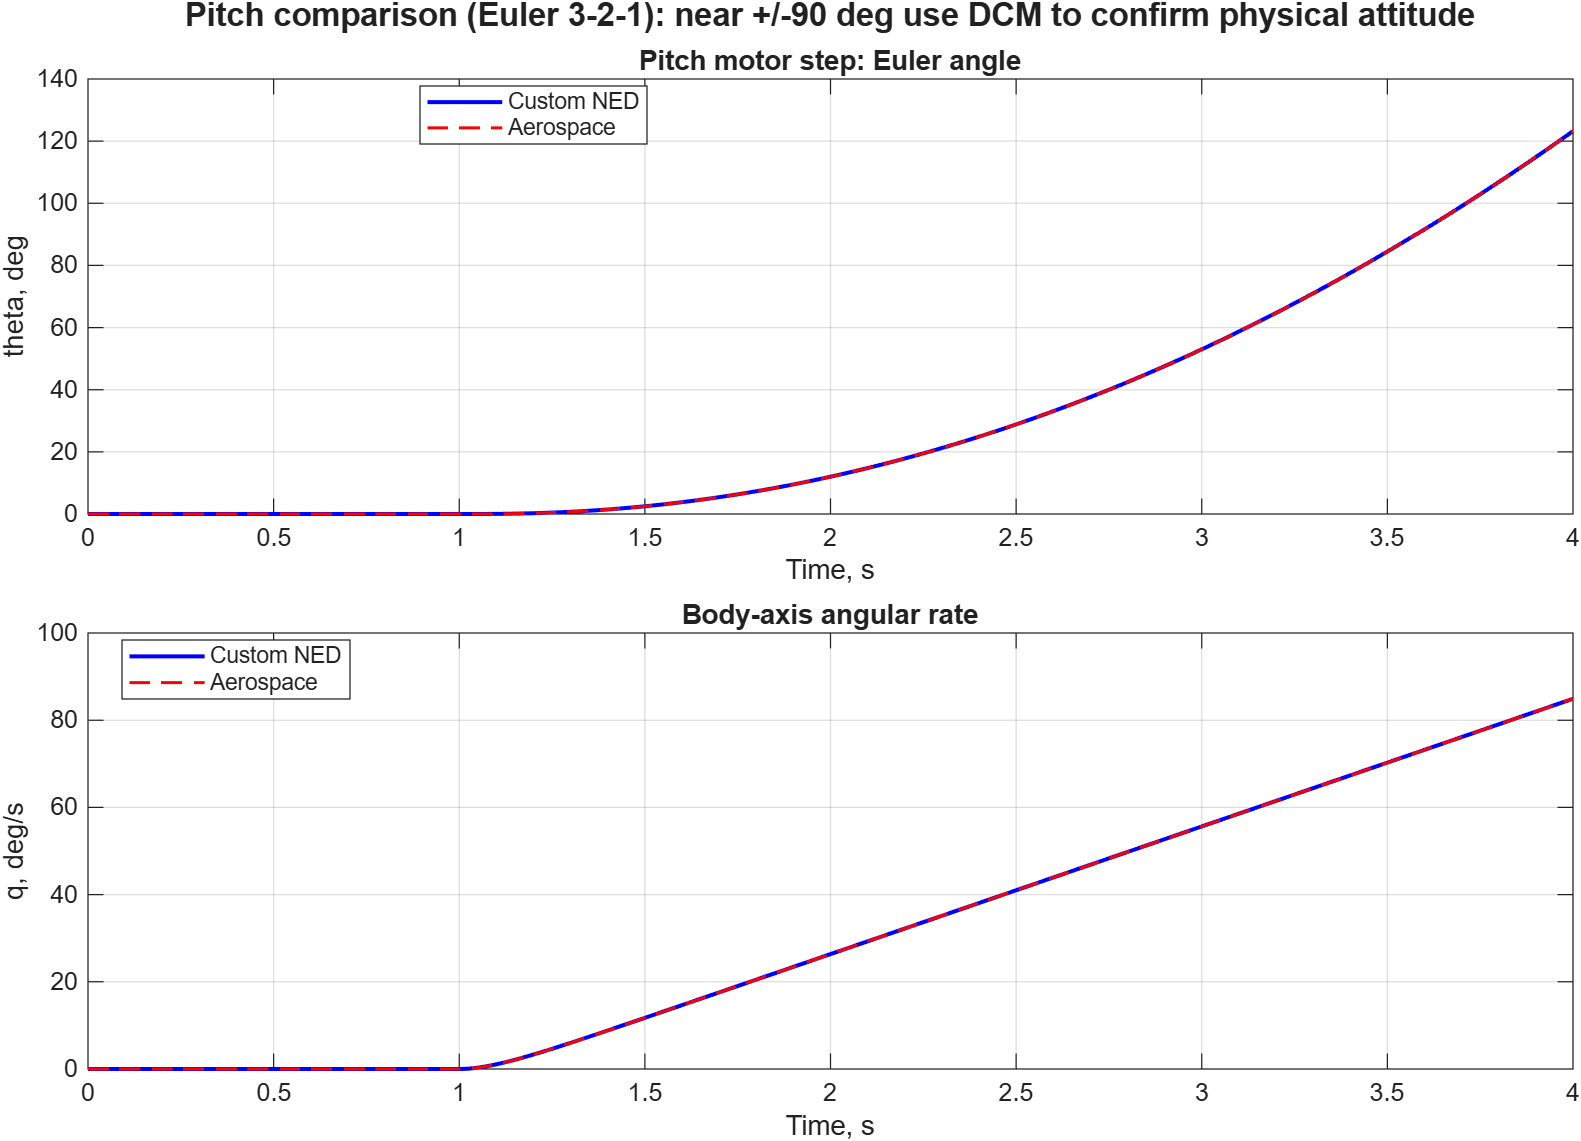 Pitch comparison (Euler 3-2-1): near +/-90 deg use DCM to confirm physical attitude
Pitch motor step: Euler angle
Custom NED
Aerospace
140
120
100
80
60
40
20
0
theta, deg
0 0.5 1 1.5 2 2.5 3 3.5 4
Time, s
Body-axis angular rate
Custom NED
Aerospace
100
80
60
40
20
0
q, deg/s
0 0.5 1 1.5 2 2.5 3 3.5 4
Time, s